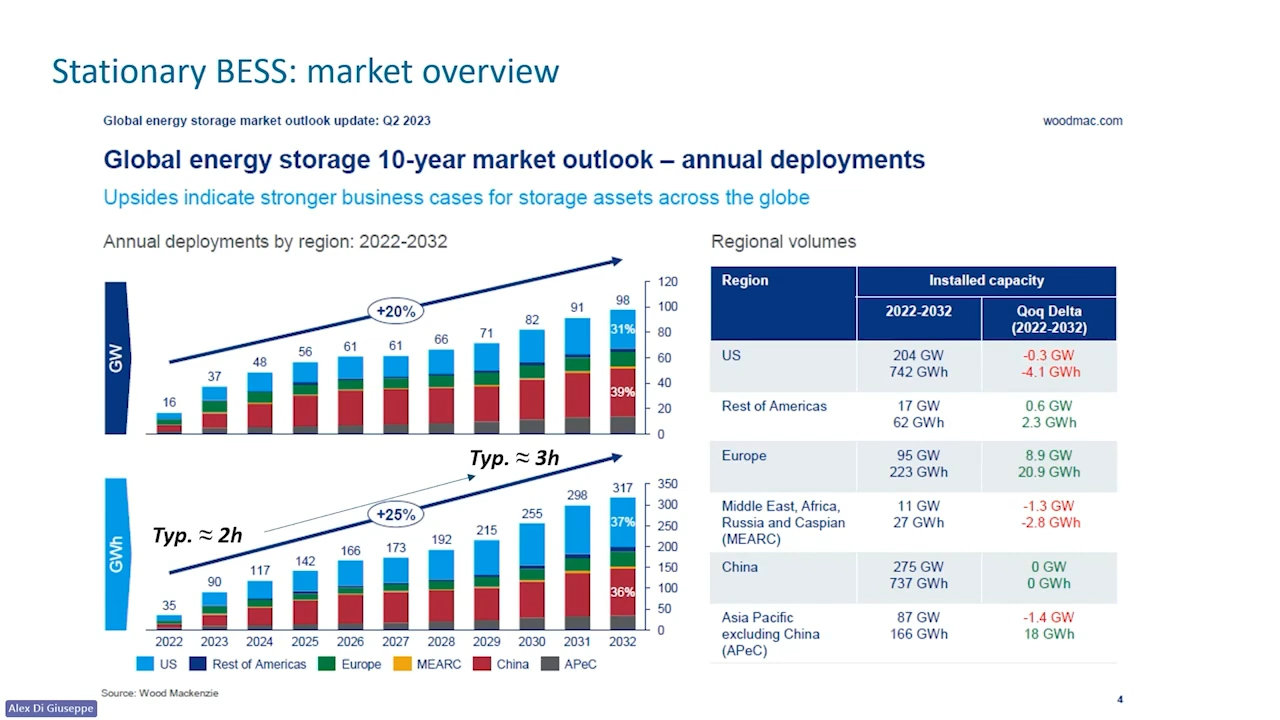 Stationary BESS: market overview
Global energy storage market outlook update: Q2 2023
woodmac.com
Global energy storage 10-year market outlook – annual deployments
Upsides indicate stronger business cases for storage assets across the globe
Annual deployments by region: 2022-2032
GW
+20%
16 37 48 56 61 61 66 71 82 91 98
31%
39%
120
100
80
60
40
20
0
Typ. ≈ 3h
Typ. ≈ 2h
GWh
+25%
35 90 117 142 166 173 192 215 255 298 317
37%
36%
350
300
250
200
150
100
50
0
2022 2023 2024 2025 2026 2027 2028 2029 2030 2031 2032
US Rest of Americas Europe MEARC China APeC
Regional volumes
Region Installed capacity
2022-2032 Qoq Delta
(2022-2032)
US 204 GW -0.3 GW
742 GWh -4.1 GWh
Rest of Americas 17 GW 0.6 GW
62 GWh 2.3 GWh
Europe 95 GW 8.9 GW
223 GWh 20.9 GWh
Middle East, Africa, 11 GW -1.3 GW
Russia and Caspian 27 GWh -2.8 GWh
(MEARC)
China 275 GW 0 GW
737 GWh 0 GWh
Asia Pacific 87 GW -1.4 GW
excluding China 166 GWh 18 GWh
(APeC)
Source: Wood Mackenzie
4
Alex Di Giuseppe